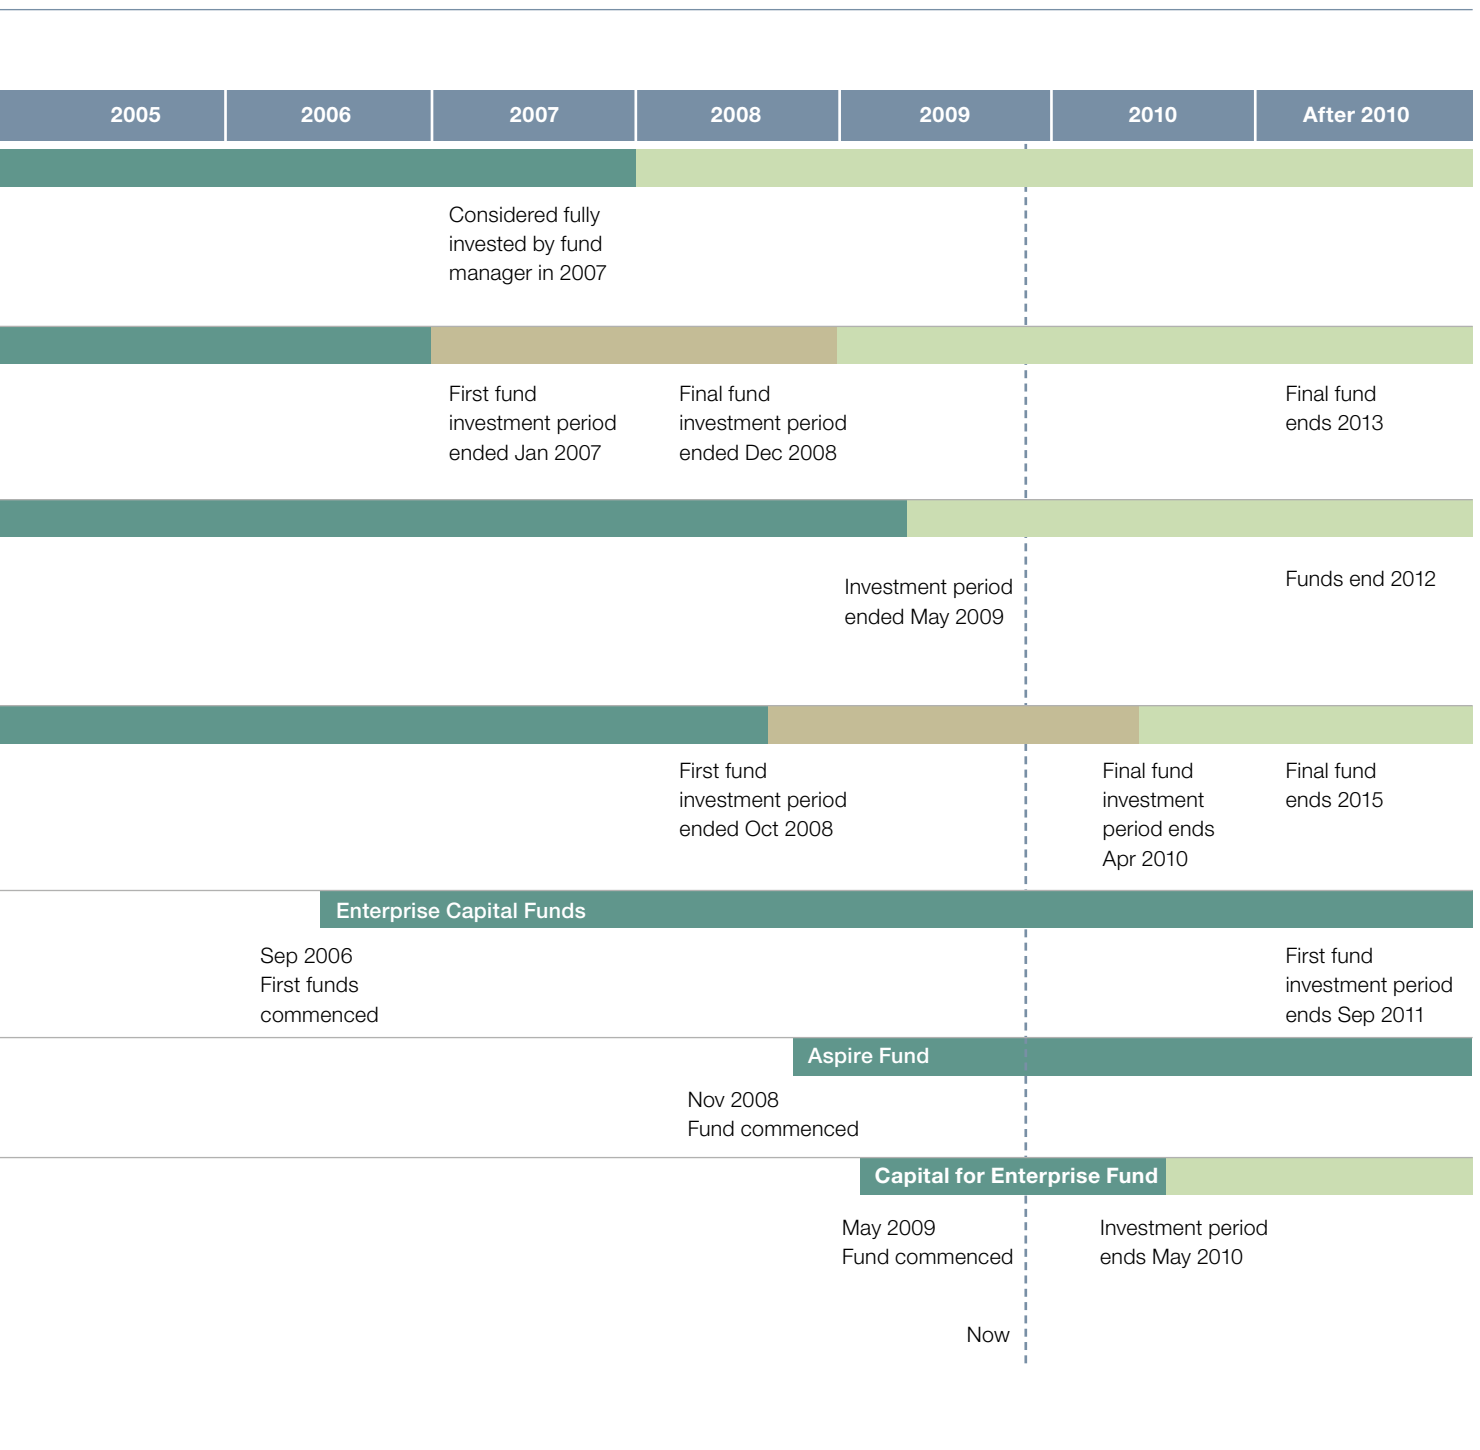 2005 2006 2007 2008 2009 2010 After 2010
Considered fully
invested by fund
manager in 2007
First fund
investment period
ended Jan 2007
Final fund
investment period
ended Dec 2008
Final fund
ends 2013
Investment period
ended May 2009
Funds end 2012
First fund
investment period
ended Oct 2008
Final fund
investment
period ends
Apr 2010
Final fund
ends 2015
Enterprise Capital Funds
Sep 2006
First funds
commenced
First fund
investment period
ends Sep 2011
Aspire Fund
Nov 2008
Fund commenced
Capital for Enterprise Fund
May 2009
Fund commenced
Investment period
ends May 2010
Now